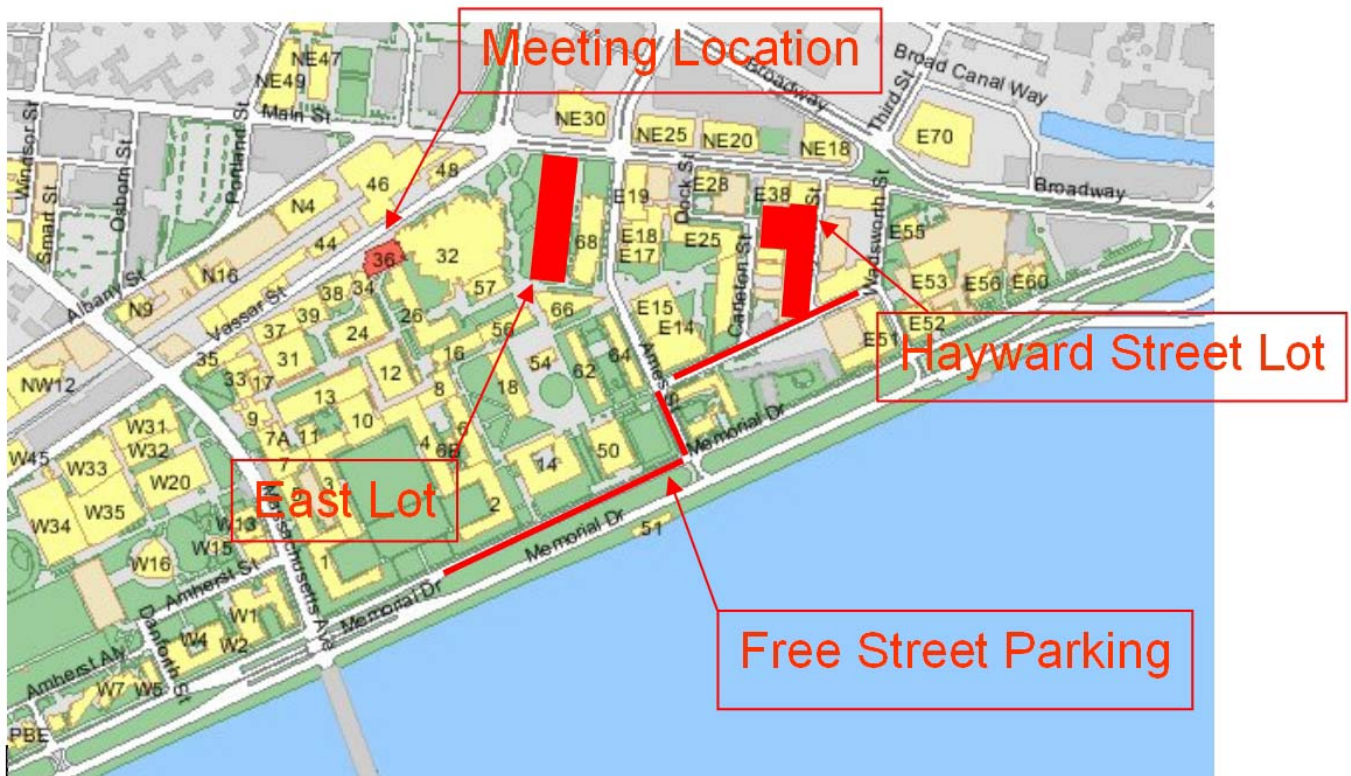 Meeting Location
NE47
NE49
Broadway
Broad Canal Way
Third St
Main St
NE30
NE25
NE20
NE18
E70
Windsor St
Smart St
Osborn St
Portland St
48
46
N4
44
36
32
68
E19
Dock St
E28
E38
St
Wadsworth St
Broadway
E18
E17
E25
Carleton St
E55
E53
E56
E60
N16
Albany St
N9
Vassar St
38
34
39
37
24
26
57
66
56
E15
E14
E52
E51
Hayward Street Lot
35
31
33
17
16
12
54
18
62
64
Ames St
NW12
13
8
9
10
11
7A
6
4
6B
50
14
Memorial Dr
W31
W32
W45
W33
W20
7
5
3
East Lot
2
W34
W35
W13
W15
W16
Massachusetts Ave
1
Memorial Dr
51
Amherst St
Memorial Dr
Danforth St
W1
W4
W2
Free Street Parking
Amherst Aly
W7
W5
PBE